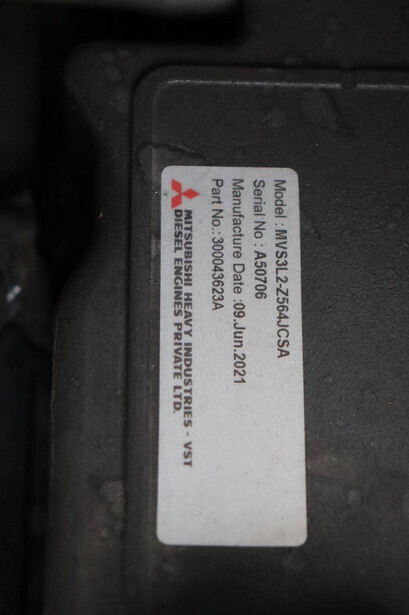 Model : MVS3L2-Z564JCSA
Serial No : A50706
Manufacture Date :09.Jun.2021
Part No.:300043623A
MITSUBISHI HEAVY INDUSTRIES - VST
DIESEL ENGINES PRIVATE LTD.